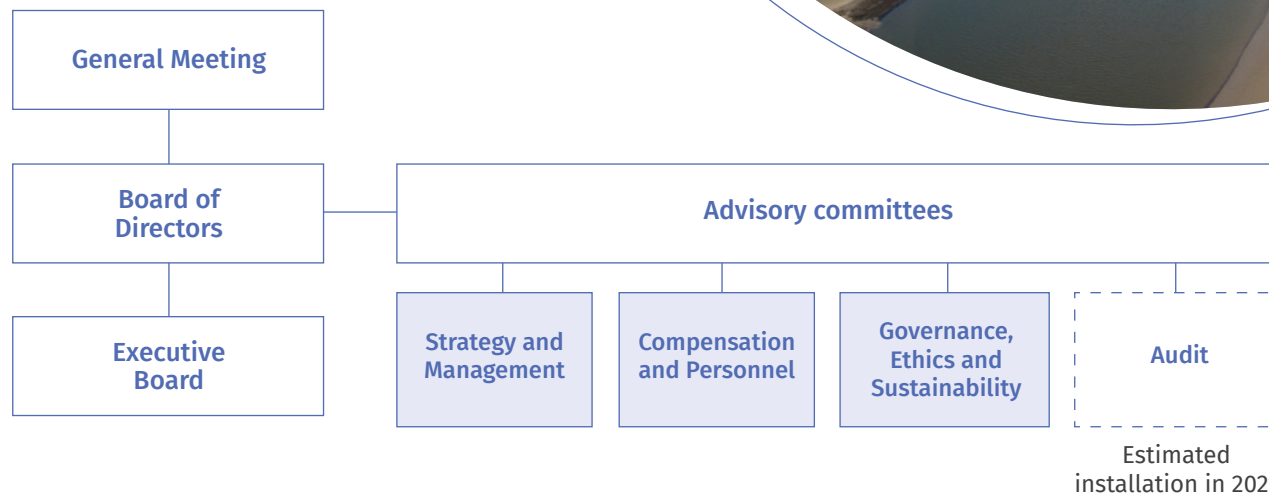 General Meeting
Board of
Directors
Advisory committees
Executive
Board
Strategy and
Management
Compensation
and Personnel
Governance,
Ethics and
Sustainability
Audit
Estimated
installation in 202